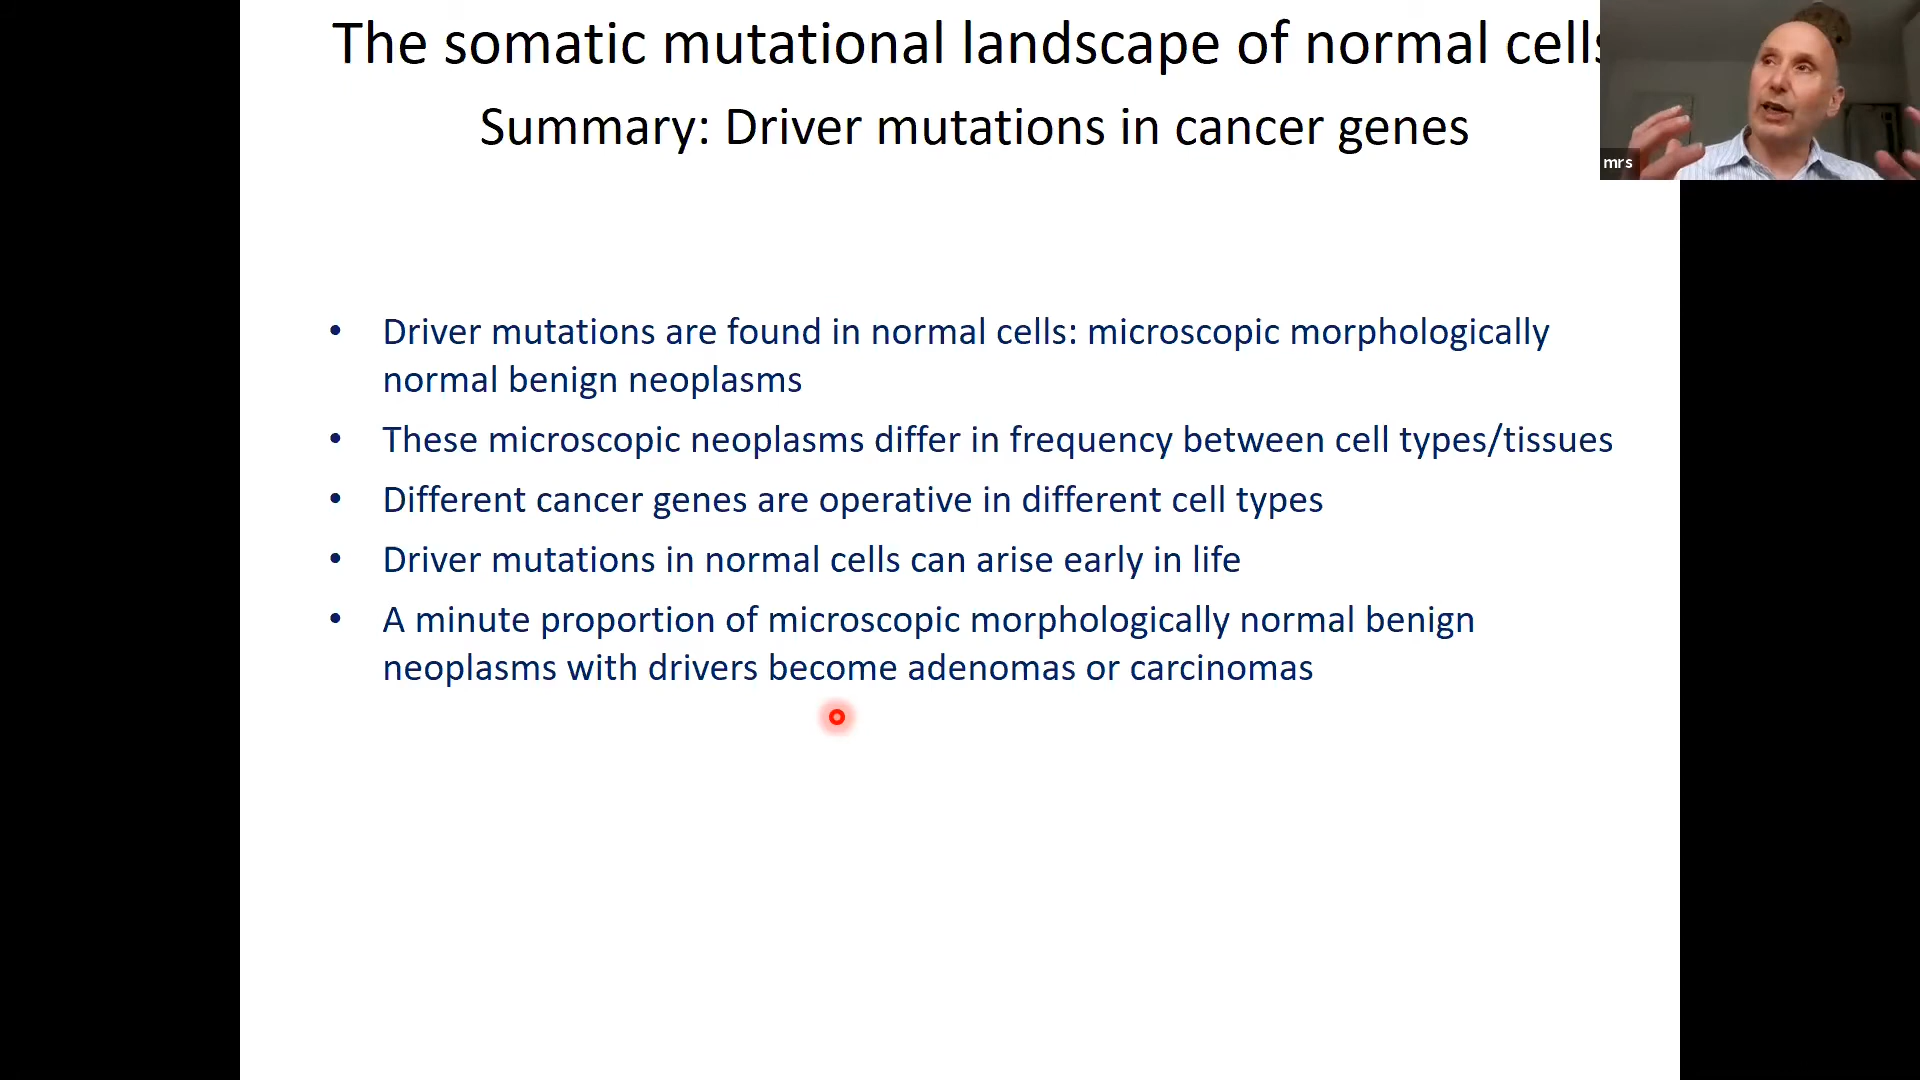 The somatic mutational landscape of normal cells
Summary: Driver mutations in cancer genes
mrs
• Driver mutations are found in normal cells: microscopic morphologically
normal benign neoplasms
• These microscopic neoplasms differ in frequency between cell types/tissues
• Different cancer genes are operative in different cell types
• Driver mutations in normal cells can arise early in life
• A minute proportion of microscopic morphologically normal benign
neoplasms with drivers become adenomas or carcinomas